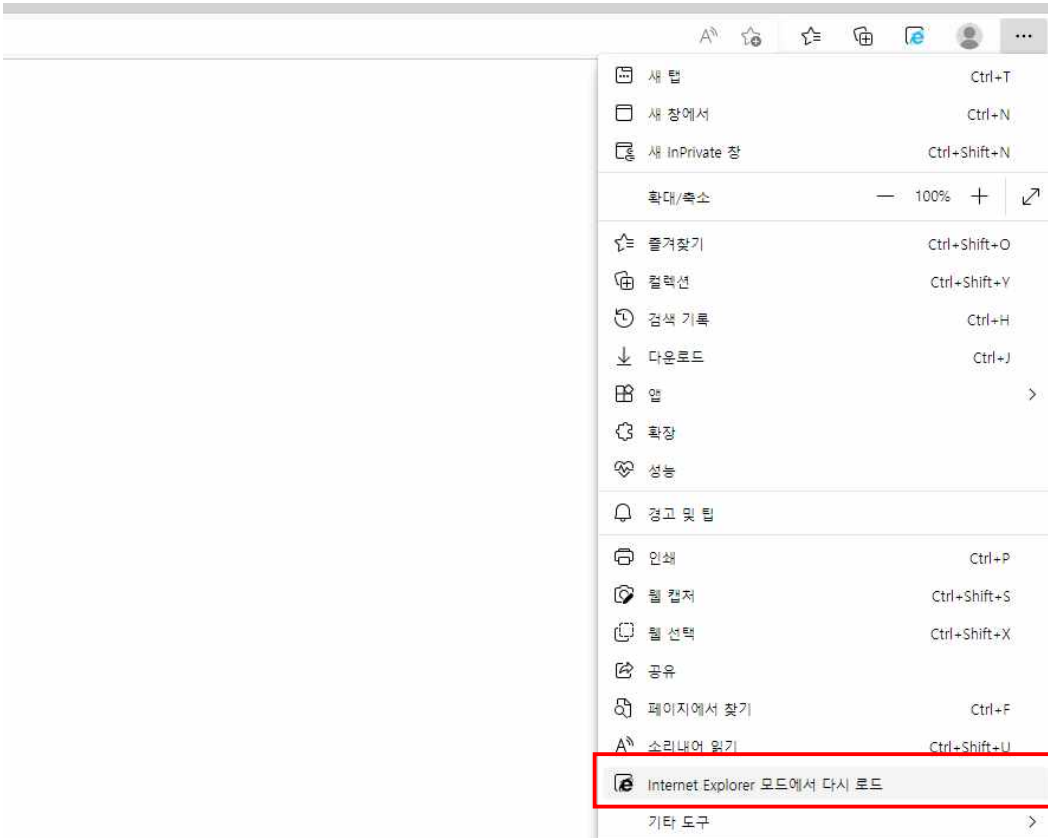 새 탭 Ctrl+T
새 창에서 Ctrl+N
새 InPrivate 창 Ctrl+Shift+N
확대/축소 — 100% +
즐겨찾기 Ctrl+Shift+O
컬렉션 Ctrl+Shift+Y
검색 기록 Ctrl+H
다운로드 Ctrl+J
앱
확장
성능
경고 및 팁
인쇄 Ctrl+P
웹 캡처 Ctrl+Shift+S
웹 선택 Ctrl+Shift+X
공유
페이지에서 찾기 Ctrl+F
소리내어 읽기 Ctrl+Shift+U
Internet Explorer 모드에서 다시 로드
기타 도구